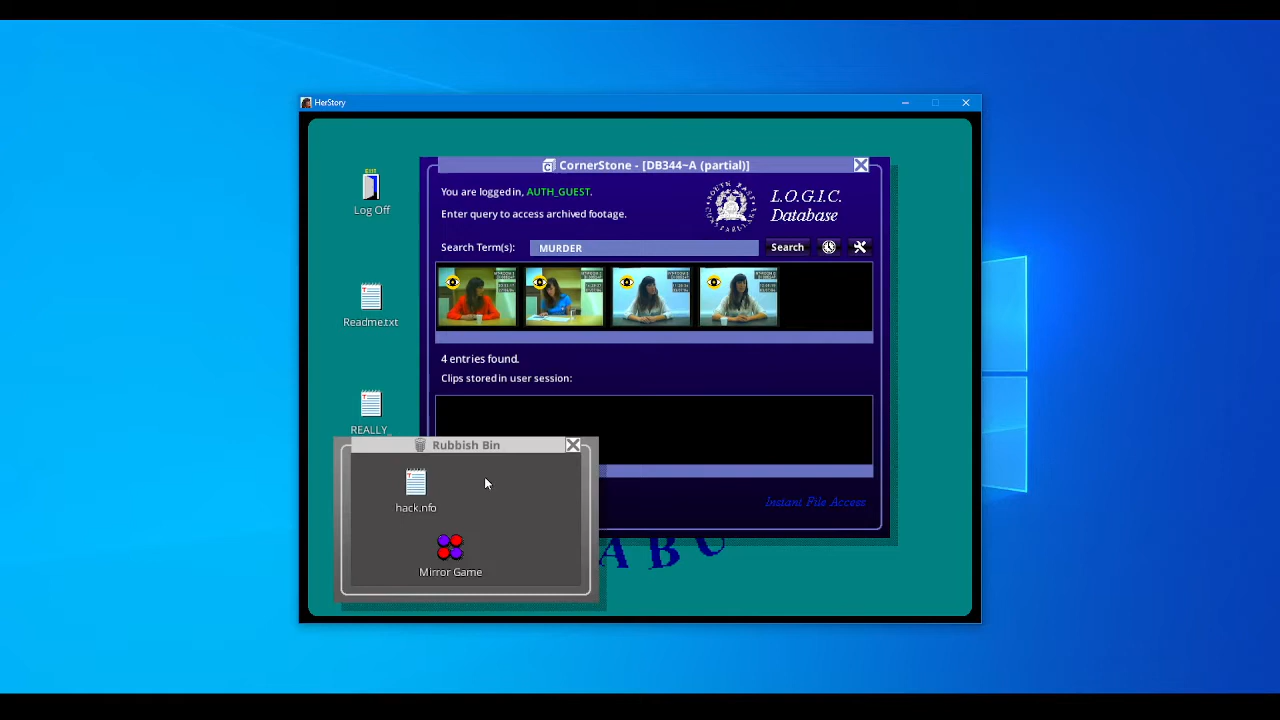 HerStory
CornerStone - [DB344~A (partial)]
You are logged in, AUTH_GUEST.
Enter query to access archived footage.
L.O.G.I.C.
Database
Search Term(s):
MURDER
Search
4 entries found.
Clips stored in user session:
Instant File Access
EXIT
Log Off
Readme.txt
REALLY_
Rubbish Bin
hack.nfo
Mirror Game
ABU